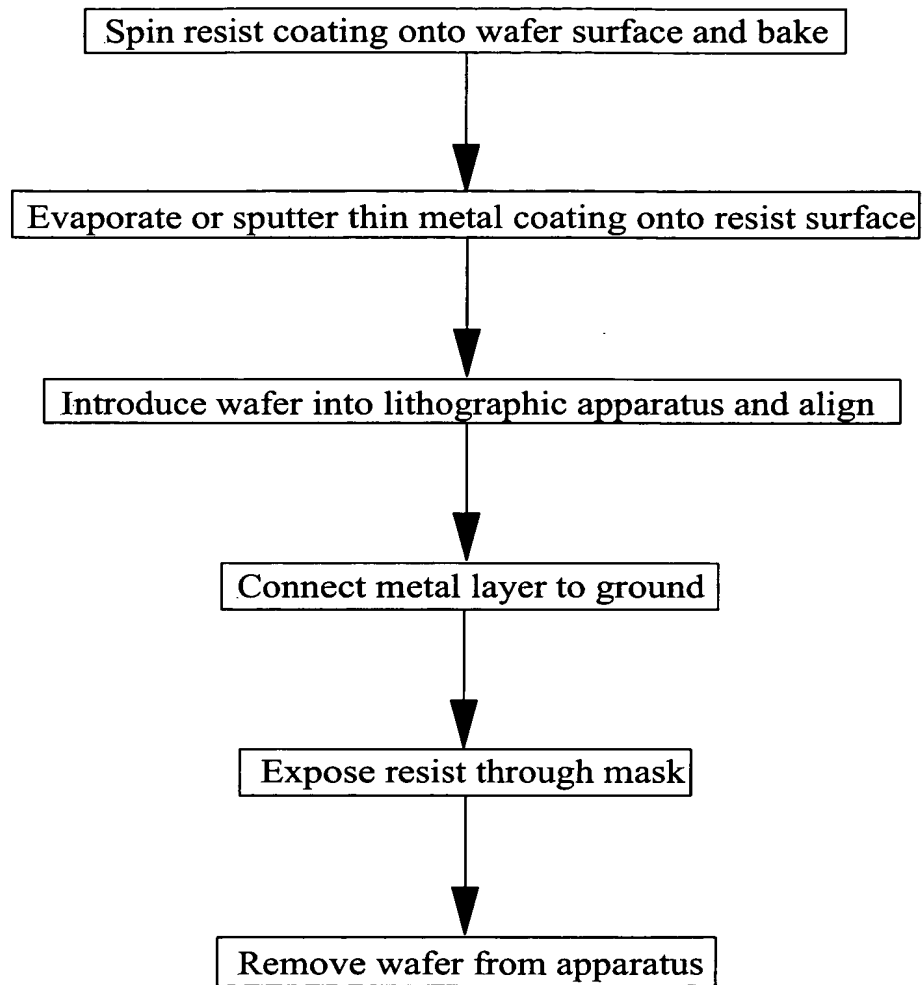 Spin resist coating onto wafer surface and bake
Evaporate or sputter thin metal coating onto resist surface
Introduce wafer into lithographic apparatus and align
Connect metal layer to ground
Expose resist through mask
Remove wafer from apparatus